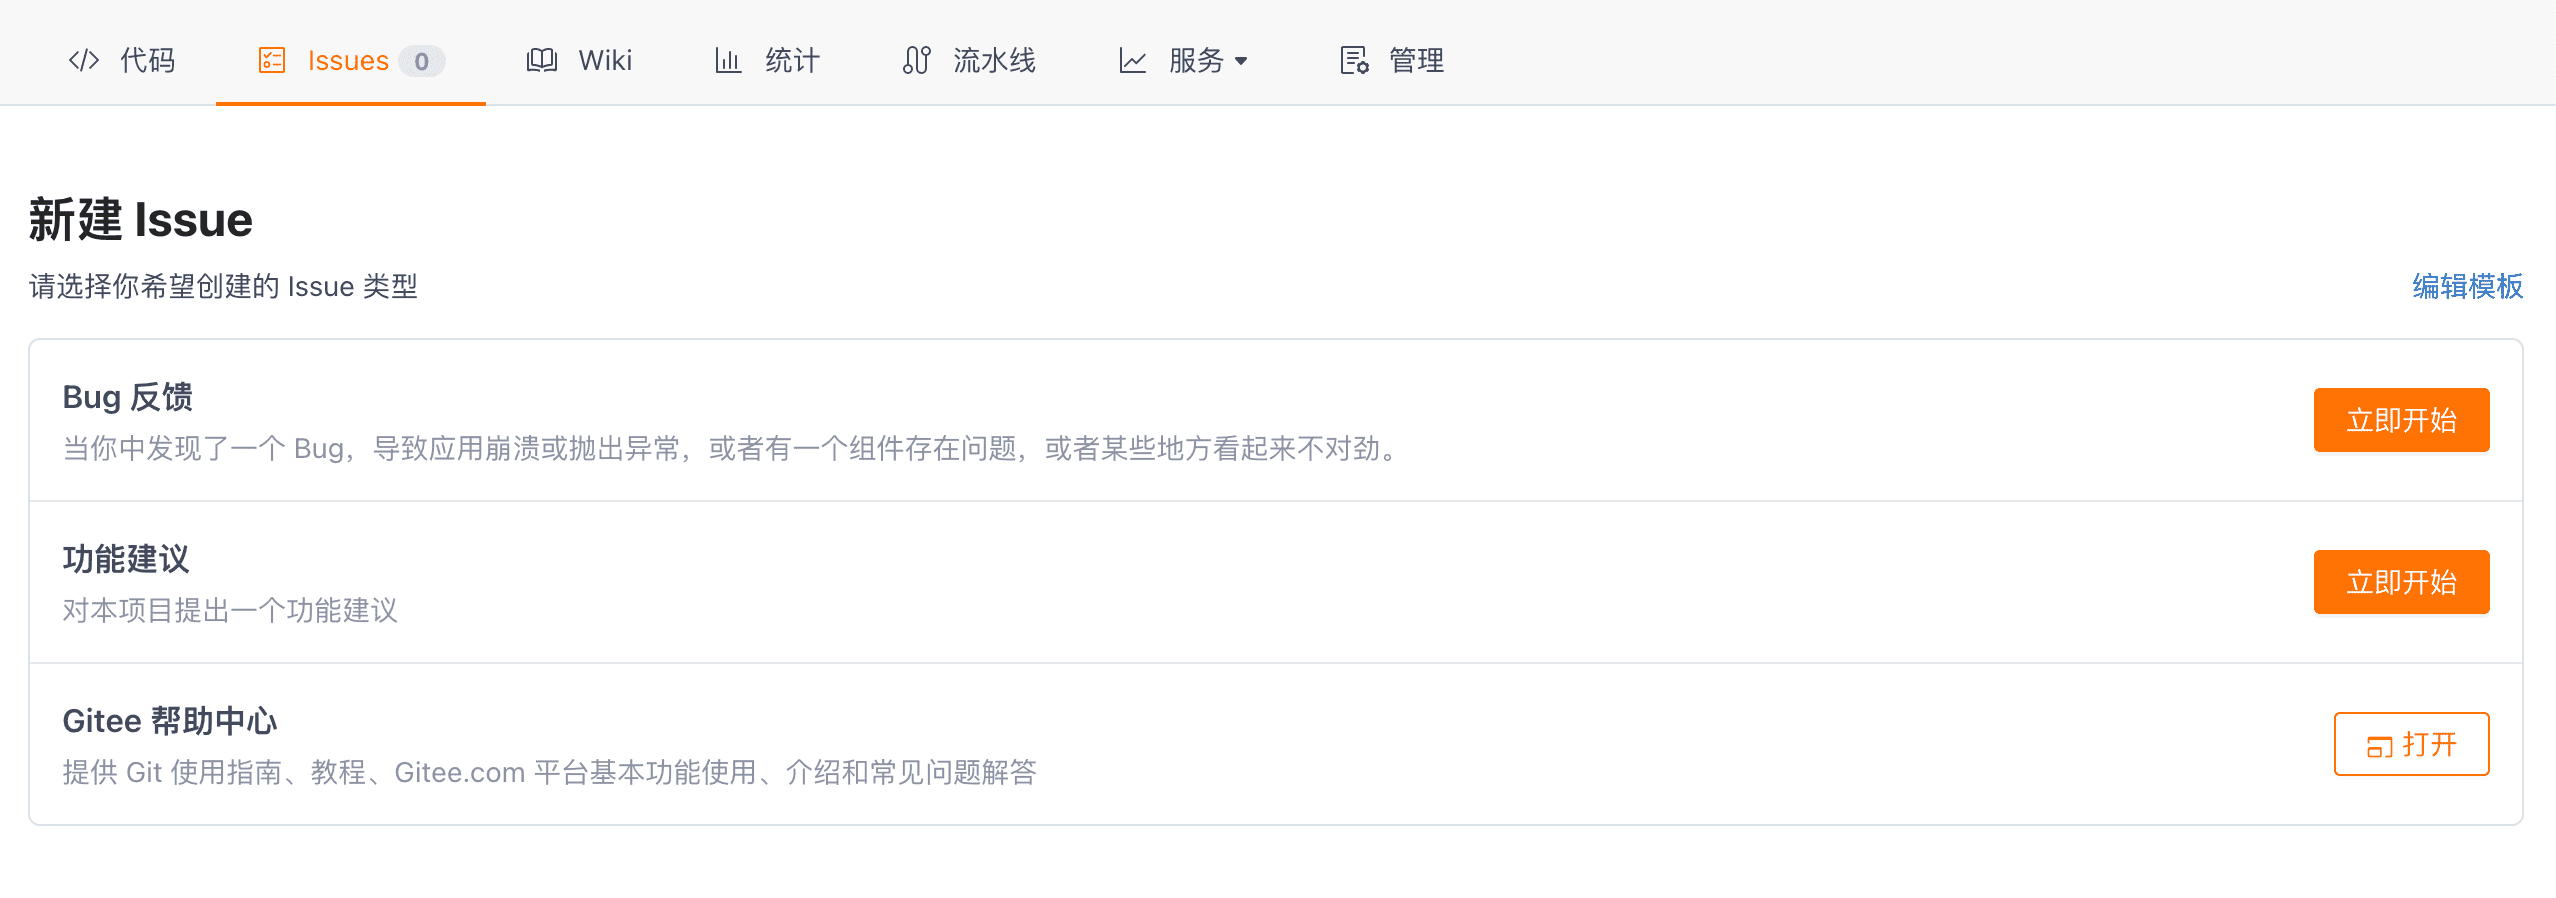 代码 Issues 0 Wiki 统计 流水线 服务 管理
新建 Issue
请选择你希望创建的 Issue 类型 编辑模板
Bug 反馈
当你中发现了一个 Bug，导致应用崩溃或抛出异常，或者有一个组件存在问题，或者某些地方看起来不对劲。
立即开始
功能建议
对本项目提出一个功能建议
立即开始
Gitee 帮助中心
提供 Git 使用指南、教程、Gitee.com 平台基本功能使用、介绍和常见问题解答
打开